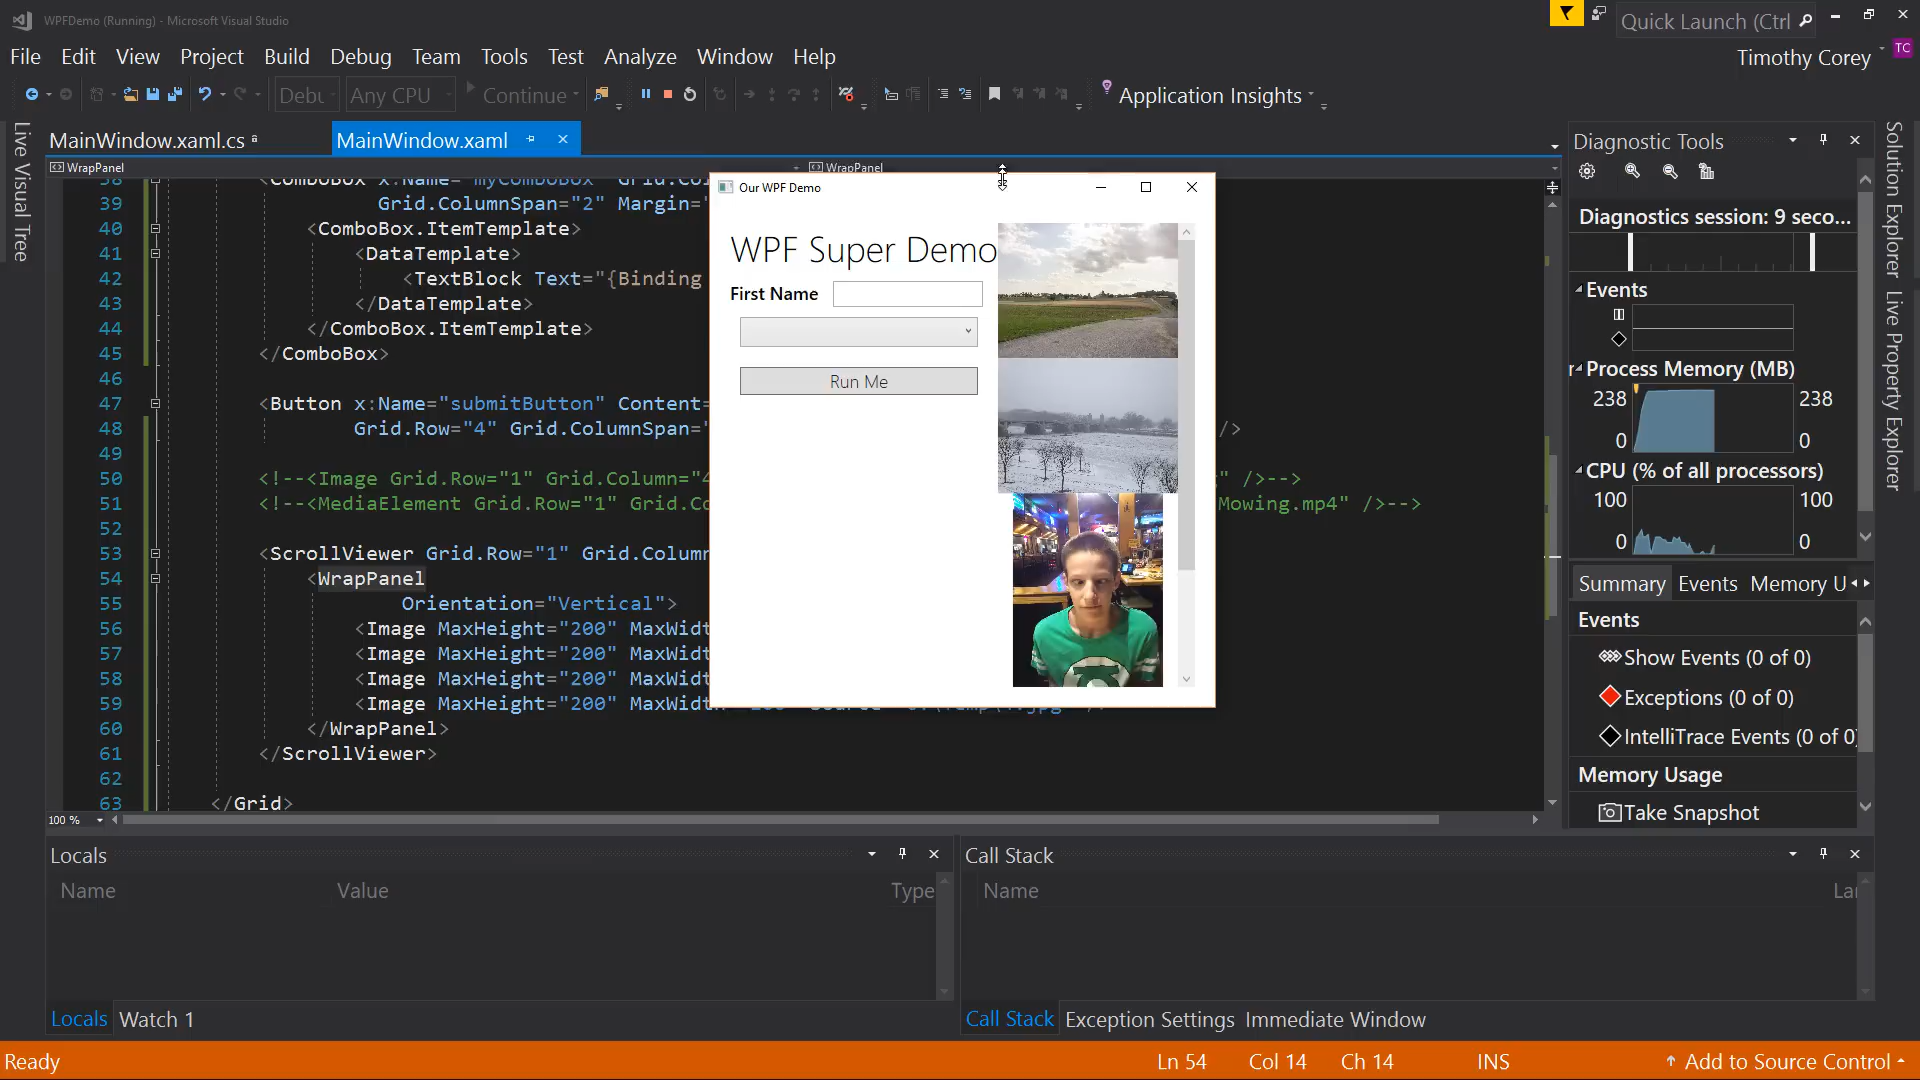 WPFDemo (Running) - Microsoft Visual Studio
Quick Launch (Ctrl
File Edit View Project Build Debug Team Tools Test Analyze Window Help
Timothy Corey TC
Any CPU Continue Application Insights
Live Visual Tree
MainWindow.xaml.cs
MainWindow.xaml
WrapPanel
WrapPanel
39 Grid.ColumnSpan="2" Margin="
40 <ComboBox.ItemTemplate>
41 <DataTemplate>
42 <TextBlock Text="{Binding
43 </DataTemplate>
44 </ComboBox.ItemTemplate>
45 </ComboBox>
46
47 <Button x:Name="submitButton" Content=
48 Grid.Row="4" Grid.ColumnSpan=" />
49
50 <!--<Image Grid.Row="1" Grid.Column="4 " />-->
51 <!--<MediaElement Grid.Row="1" Grid.Co Mowing.mp4" />-->
52
53 <ScrollViewer Grid.Row="1" Grid.Column
54 <WrapPanel
55 Orientation="Vertical">
56 <Image MaxHeight="200" MaxWidt
57 <Image MaxHeight="200" MaxWidt
58 <Image MaxHeight="200" MaxWidt
59 <Image MaxHeight="200" MaxWidt
60 </WrapPanel>
61 </ScrollViewer>
62
63 </Grid>
100 %
Our WPF Demo
WPF Super Demo
First Name
Run Me
Diagnostic Tools
Diagnostics session: 9 seco...
Events
Process Memory (MB)
238 238
0 0
CPU (% of all processors)
100 100
0 0
Summary Events Memory U
Events
Show Events (0 of 0)
Exceptions (0 of 0)
IntelliTrace Events (0 of 0)
Memory Usage
Take Snapshot
Solution Explorer
Live Property Explorer
Locals
Name Value Type
Locals Watch 1
Call Stack
Name
Call Stack Exception Settings Immediate Window
Ready
Ln 54 Col 14 Ch 14 INS
Add to Source Control